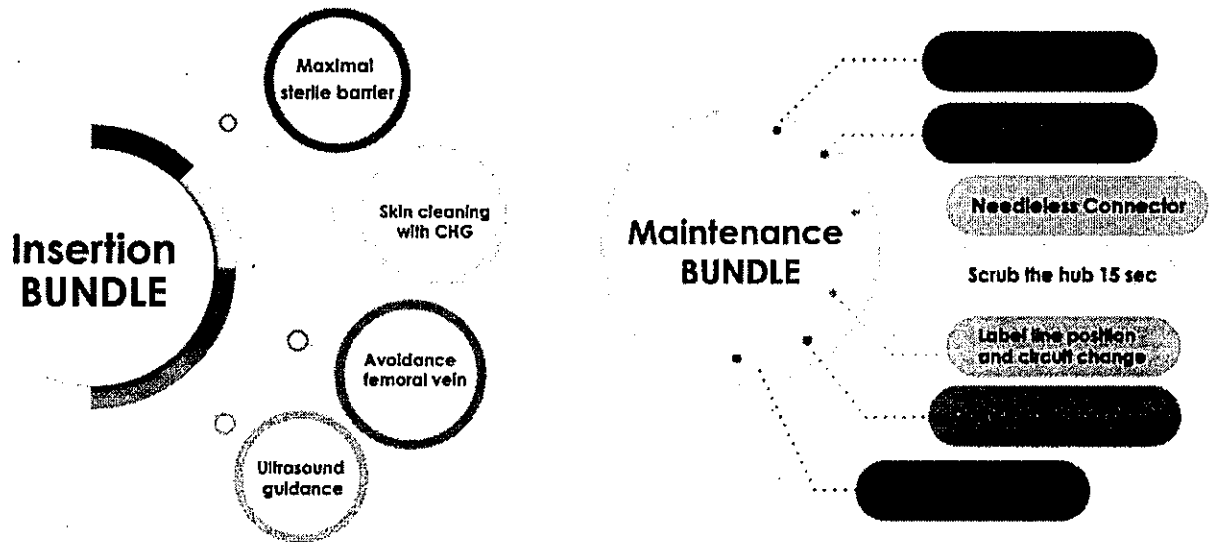 Maximal
sterile barrier
Insertion
BUNDLE
Skin cleaning
with CHG
Avoidance
femoral vein
Ultrasound
guidance
Maintenance
BUNDLE
Needleless Connector
Scrub the hub 15 sec
Label line position
and circuit change